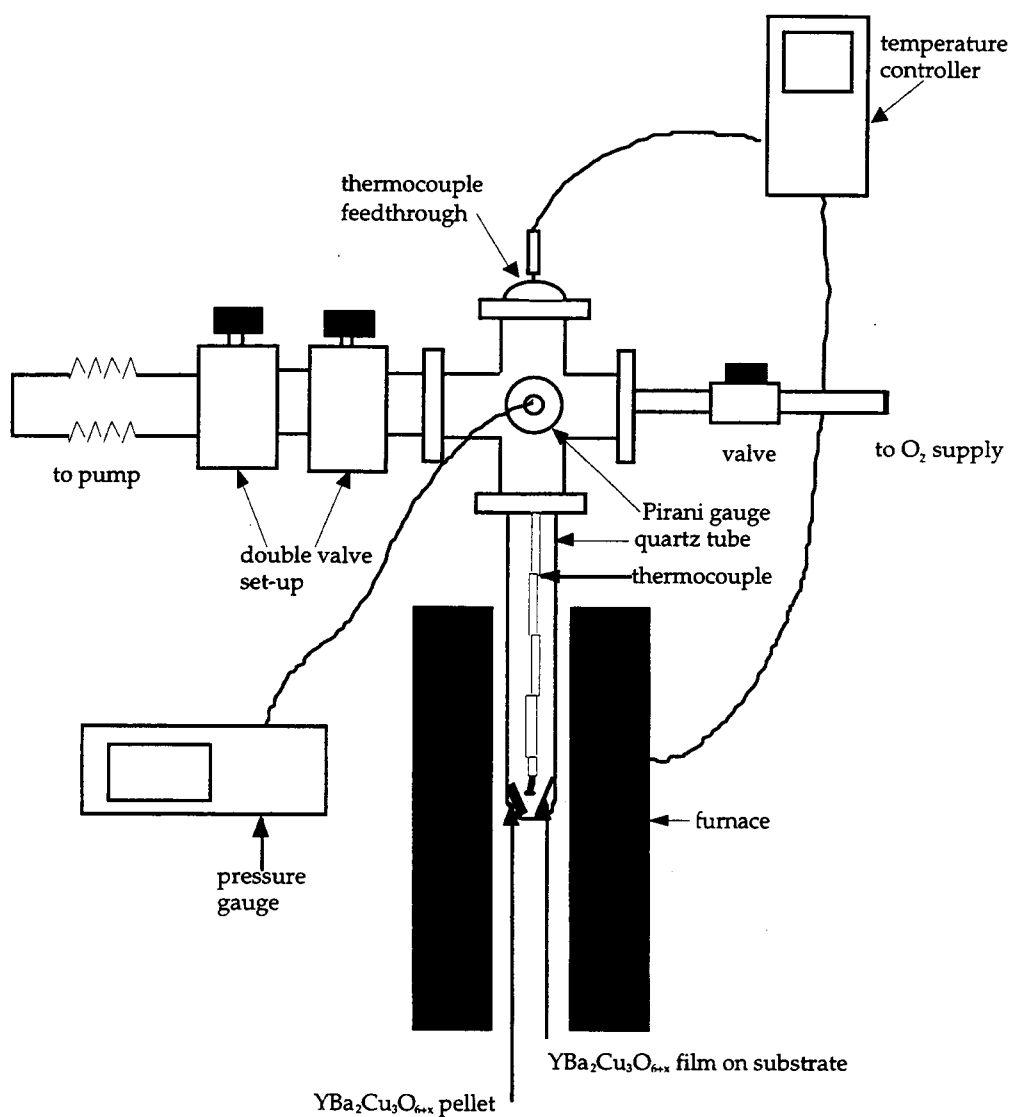 temperature
controller
thermocouple
feedthrough
to pump
valve
to O₂ supply
double valve
set-up
Pirani gauge
quartz tube
thermocouple
furnace
pressure
gauge
YBa₂Cu₃O₆₊ₓ film on substrate
YBa₂Cu₃O₆₊ₓ pellet